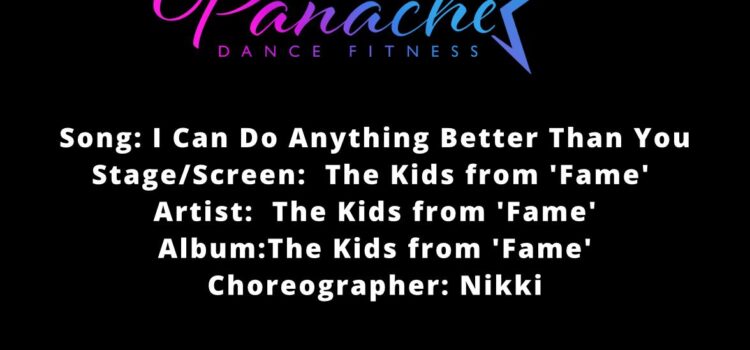 Panache
DANCE FITNESS
Song: I Can Do Anything Better Than You
Stage/Screen:  The Kids from 'Fame'
Artist:  The Kids from 'Fame'
Album:The Kids from 'Fame'
Choreographer: Nikki